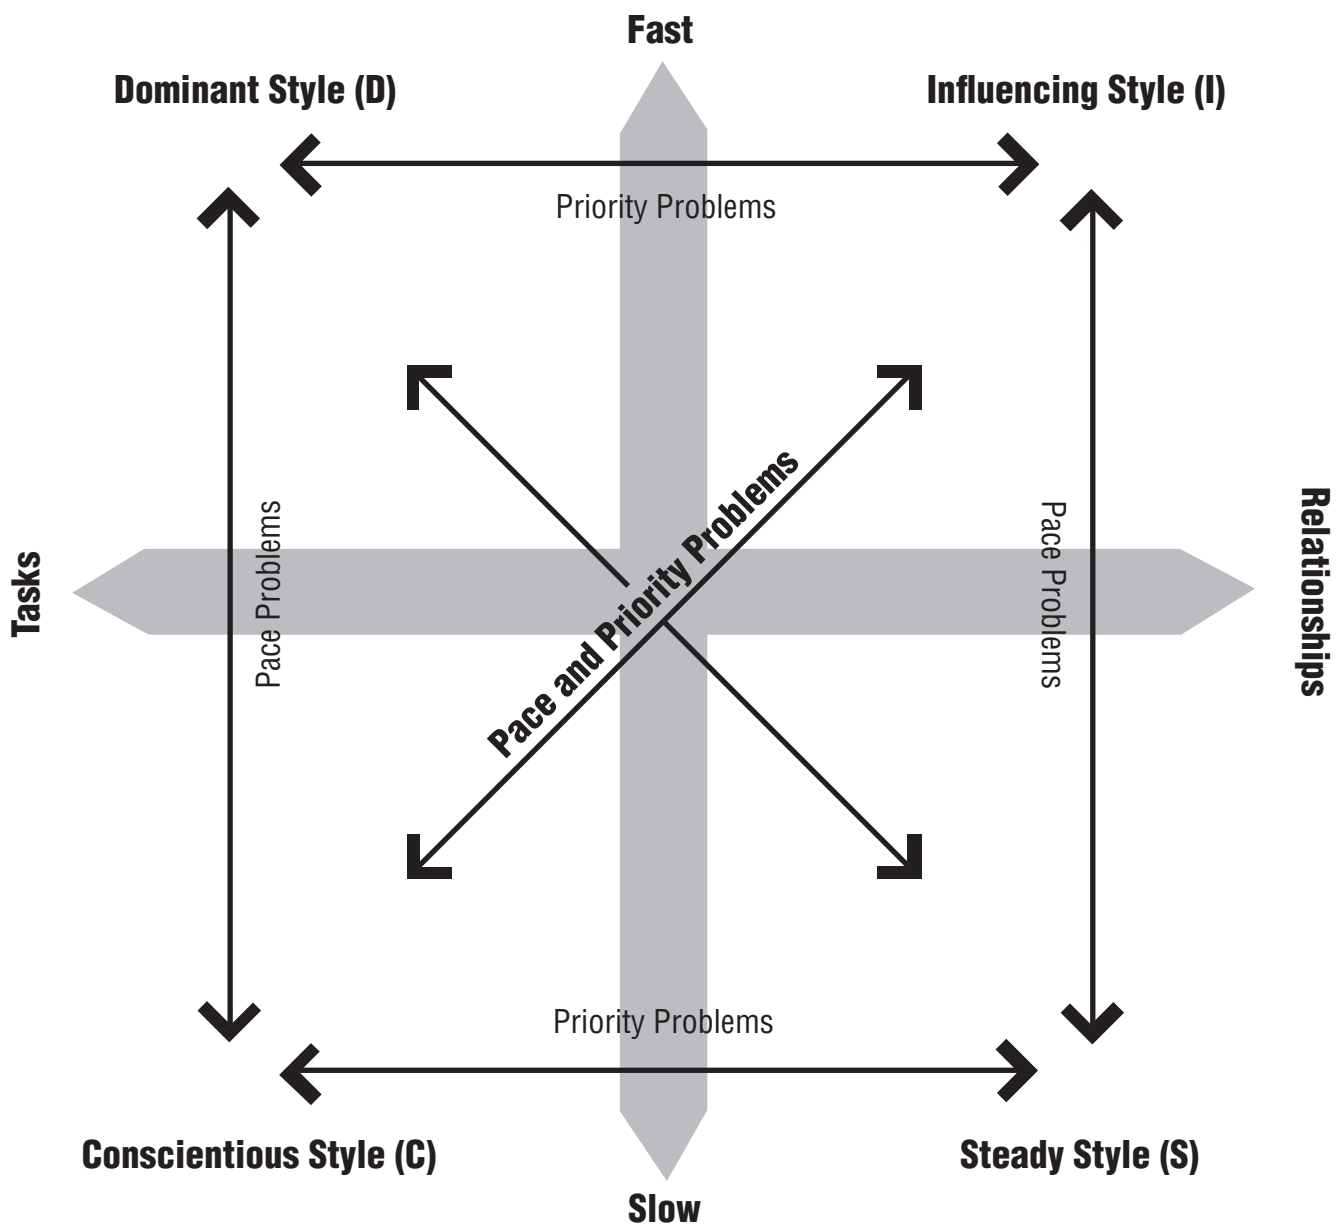 Fast
Dominant Style (D)
Influencing Style (I)
Priority Problems
Pace and Priority Problems
Tasks
Pace Problems
Pace Problems
Relationships
Priority Problems
Conscientious Style (C)
Steady Style (S)
Slow